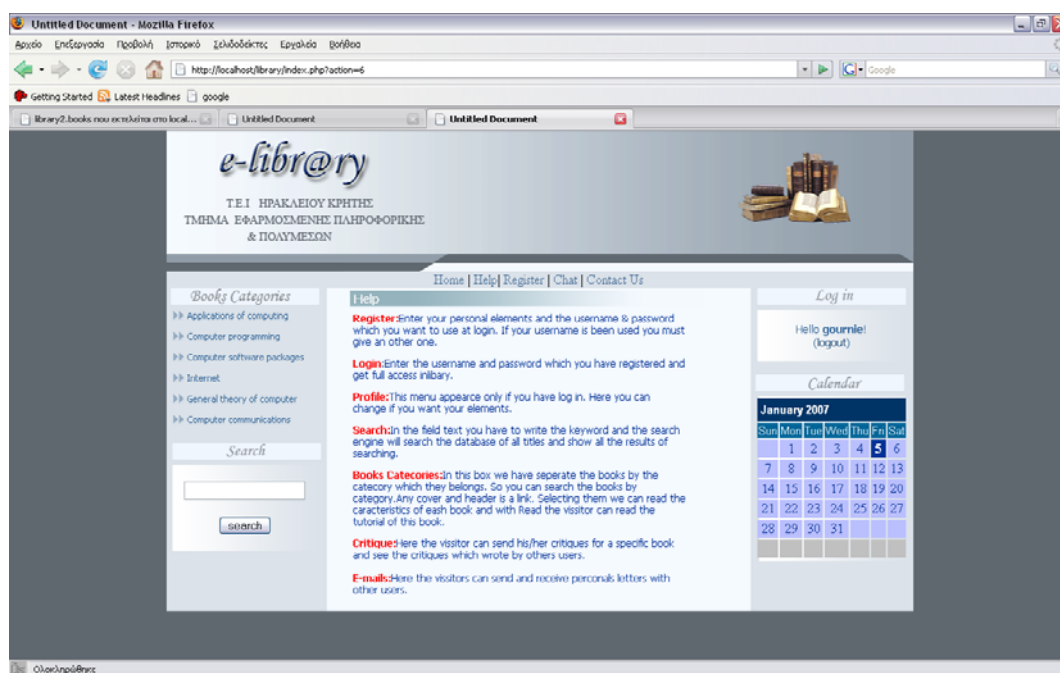 Untitled Document - Mozilla Firefox
Αρχείο Επεξεργασία Προβολή Ιστορικό Σελιδοδείκτες Εργαλεία Βοήθεια
http://localhost/library/index.php?action=6
Google
Getting Started Latest Headlines google
library2.books που εκτελείται στο local...
Untitled Document
Untitled Document
e-libr@ry
Τ.Ε.Ι ΗΡΑΚΛΕΙΟΥ ΚΡΗΤΗΣ
ΤΜΗΜΑ ΕΦΑΡΜΟΣΜΕΝΗΣ ΠΛΗΡΟΦΟΡΙΚΗΣ
& ΠΟΛΥΜΕΣΩΝ
Home | Help| Register | Chat | Contact Us
Books Categories
Applications of computing
Computer programming
Computer software packages
Internet
General theory of computer
Computer communications
Search
search
Help
Register:Enter your personal elements and the username & password
which you want to use at login. If your username is been used you must
give an other one.
Login:Enter the username and password which you have registered and
get full access inlibary.
Profile:This menu appearce only if you have log in. Here you can
change if you want your elements.
Search:In the field text you have to write the keyword and the search
engine will search the database of all titles and show all the results of
searching.
Books Catecories:In this box we have seperate the books by the
catecory which they belongs. So you can search the books by
category.Any cover and header is a link. Selecting them we can read the
caracteristics of eash book and with Read the vissitor can read the
tutorial of this book.
Critique:Here the vissitor can send his/her critiques for a specific book
and see the critiques which wrote by others users.
E-mails:Here the vissitors can send and receive perconals letters with
other users.
Log in
Hello gournie!
(logout)
Calendar
January 2007
Sun Mon Tue Wed Thu Fri Sat
1 2 3 4 5 6
7 8 9 10 11 12 13
14 15 16 17 18 19 20
21 22 23 24 25 26 27
28 29 30 31
Ολοκληρώθηκε